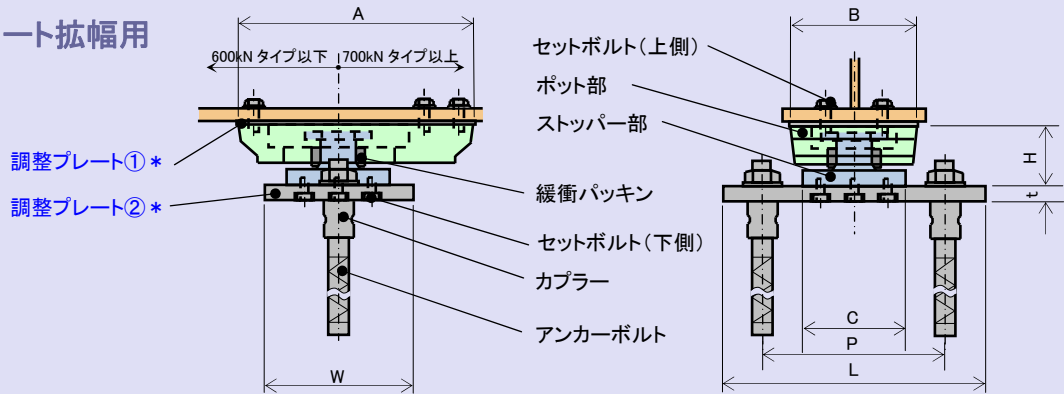 ート拡幅用
A
600kN タイプ以下
700kN タイプ以上
調整プレート①*
調整プレート②*
W
セットボルト(上側)
ポット部
ストッパー部
緩衝パッキン
セットボルト(下側)
カプラー
アンカーボルト
B
H
t
C
P
L